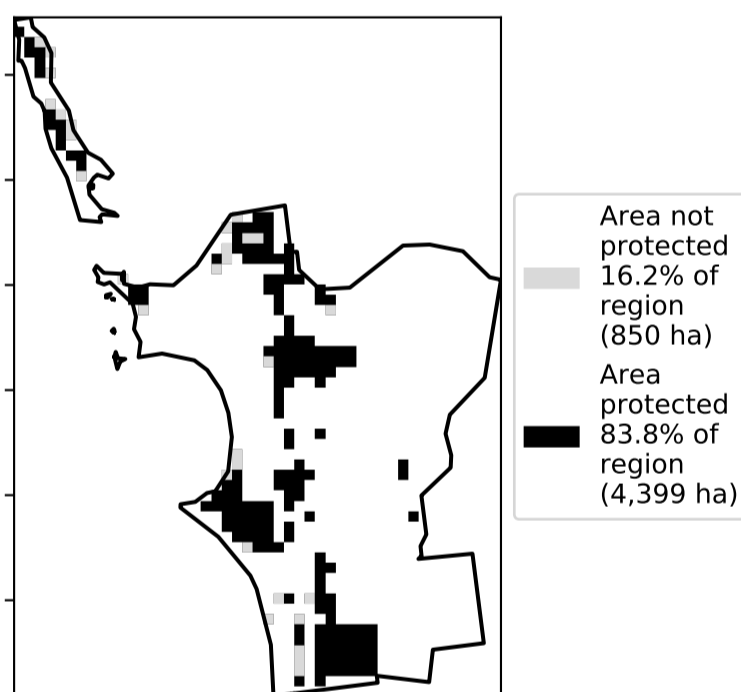 Area not
protected
16.2% of
region
(850 ha)
Area
protected
83.8% of
region
(4,399 ha)